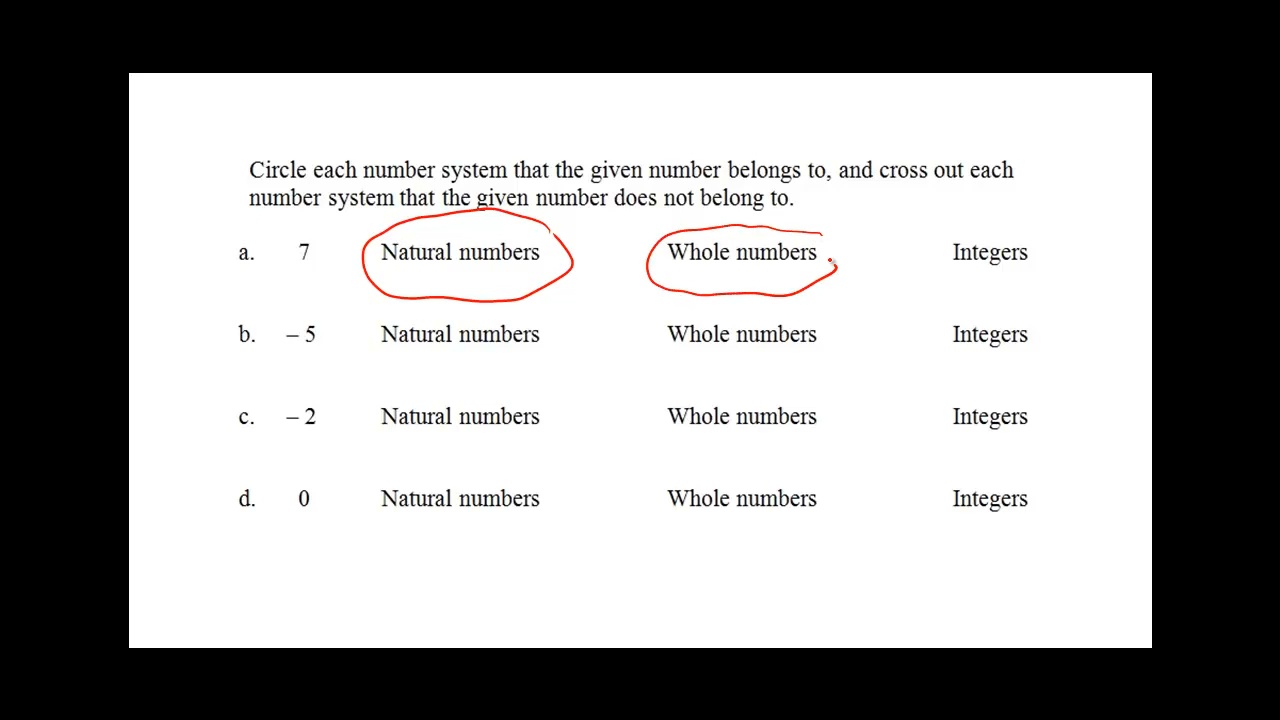 Circle each number system that the given number belongs to, and cross out each
number system that the given number does not belong to.
a. 7 Natural numbers Whole numbers Integers
b. – 5 Natural numbers Whole numbers Integers
c. – 2 Natural numbers Whole numbers Integers
d. 0 Natural numbers Whole numbers Integers